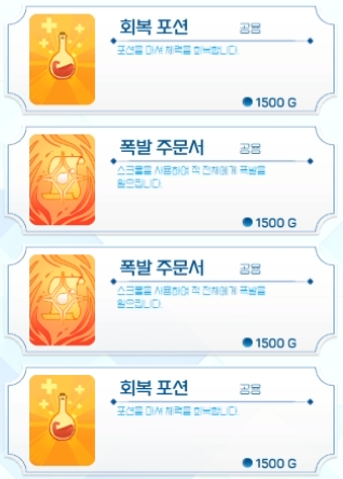 회복 포션 공용
포션을 마셔 체력을 회복합니다.
1500 G
폭발 주문서 공용
스크롤을 사용하여 적 전체에게 폭발을
일으킵니다.
1500 G
폭발 주문서 공용
스크롤을 사용하여 적 전체에게 폭발을
일으킵니다.
1500 G
회복 포션 공용
포션을 마셔 체력을 회복합니다.
1500 G